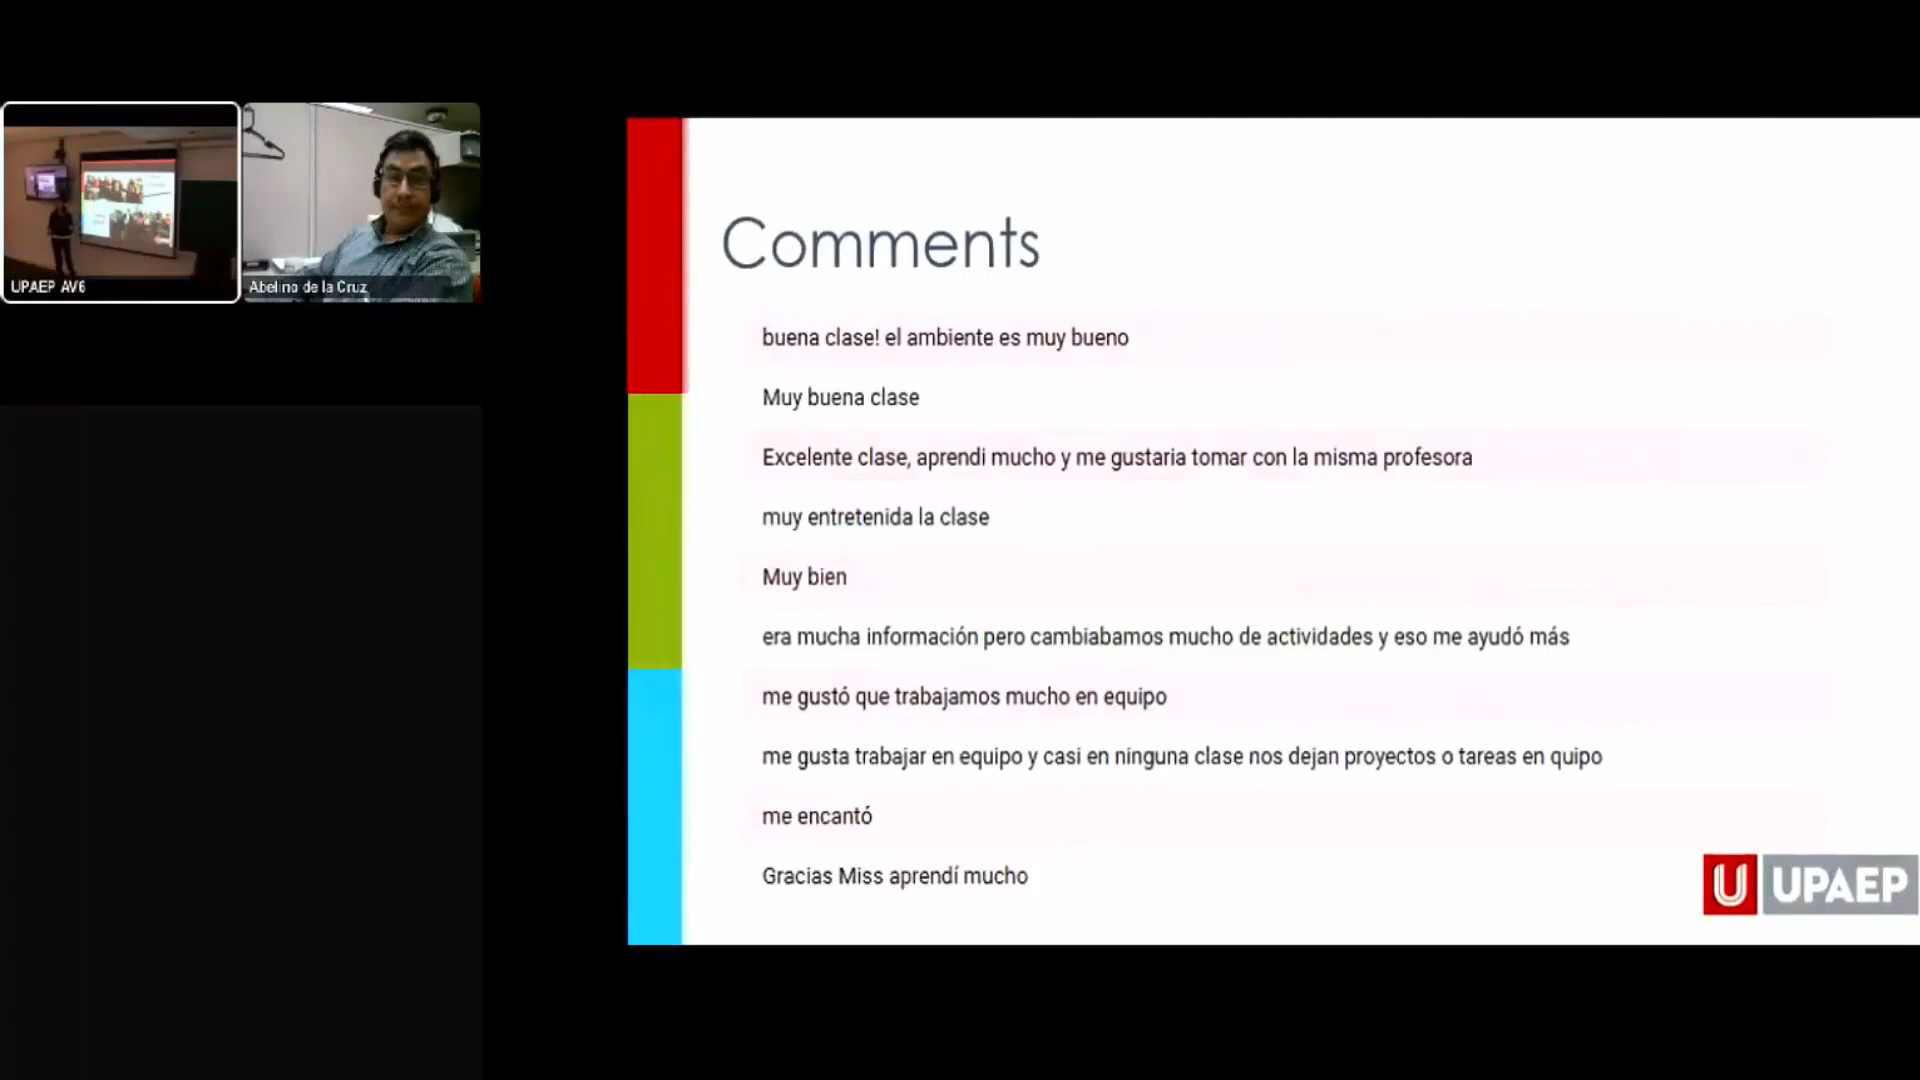 UPAEP AV6
Abelino de la Cruz
Comments
buena clase! el ambiente es muy bueno
Muy buena clase
Excelente clase, aprendi mucho y me gustaria tomar con la misma profesora
muy entretenida la clase
Muy bien
era mucha información pero cambiabamos mucho de actividades y eso me ayudó más
me gustó que trabajamos mucho en equipo
me gusta trabajar en equipo y casi en ninguna clase nos dejan proyectos o tareas en quipo
me encantó
Gracias Miss aprendí mucho
U UPAEP